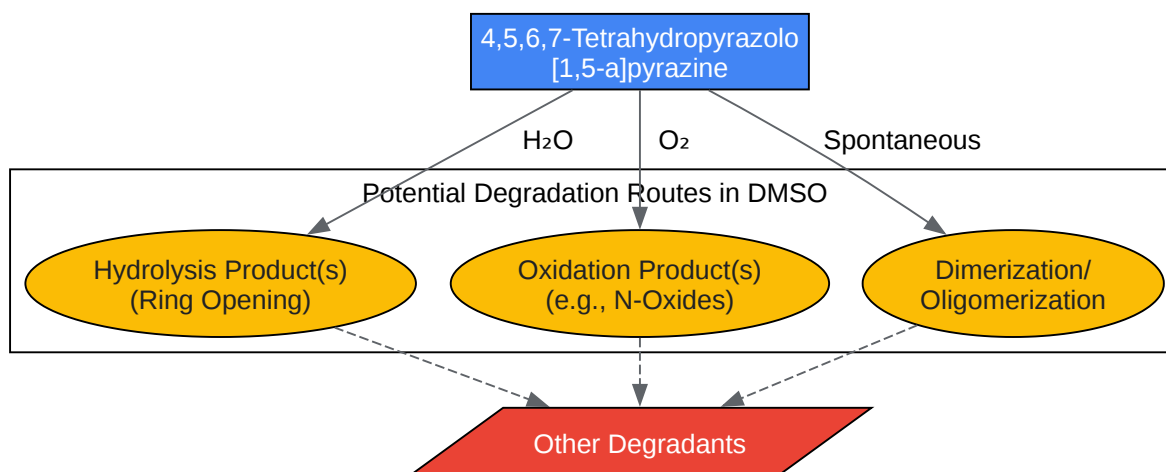 4,5,6,7-Tetrahydropyrazolo
[1,5-a]pyrazine
H₂O
O₂
Spontaneous
Potential Degradation Routes in DMSO
Hydrolysis Product(s)
(Ring Opening)
Oxidation Product(s)
(e.g., N-Oxides)
Dimerization/
Oligomerization
Other Degradants